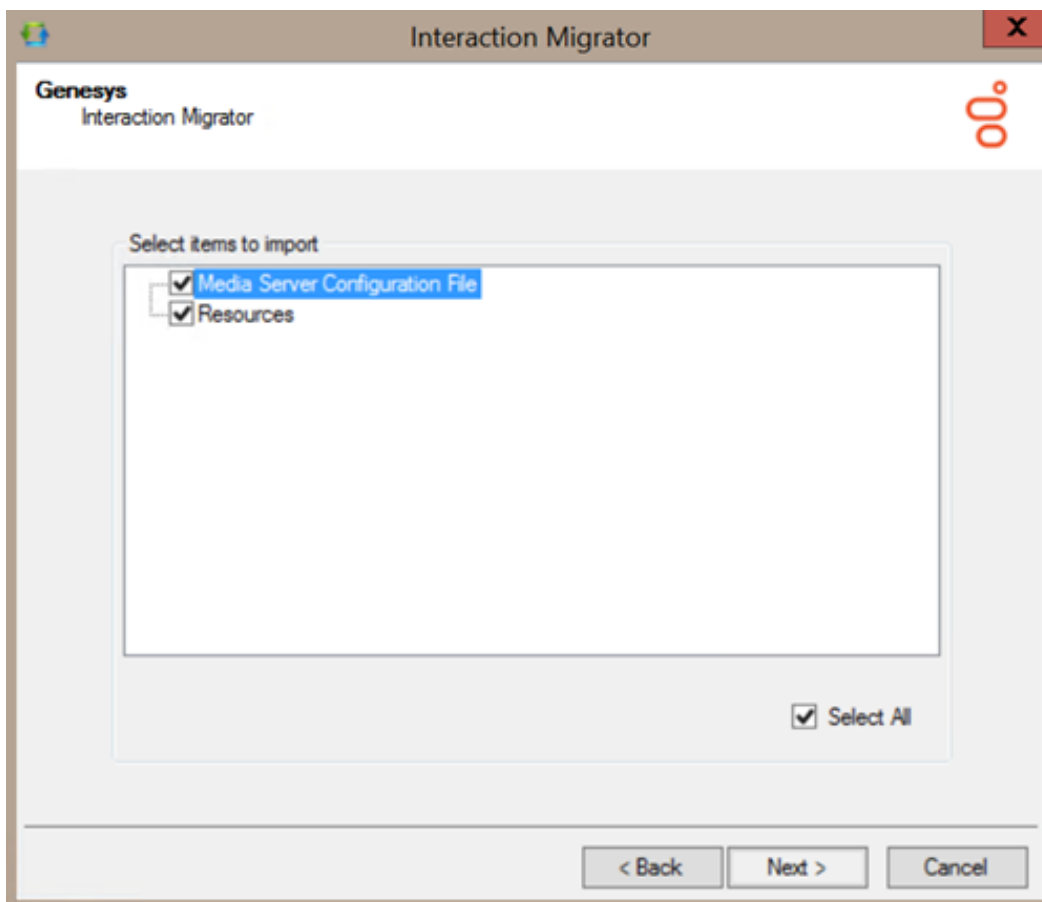 Interaction Migrator
X
Genesys
Interaction Migrator
Select items to import
Media Server Configuration File
Resources
Select All
< Back
Next >
Cancel